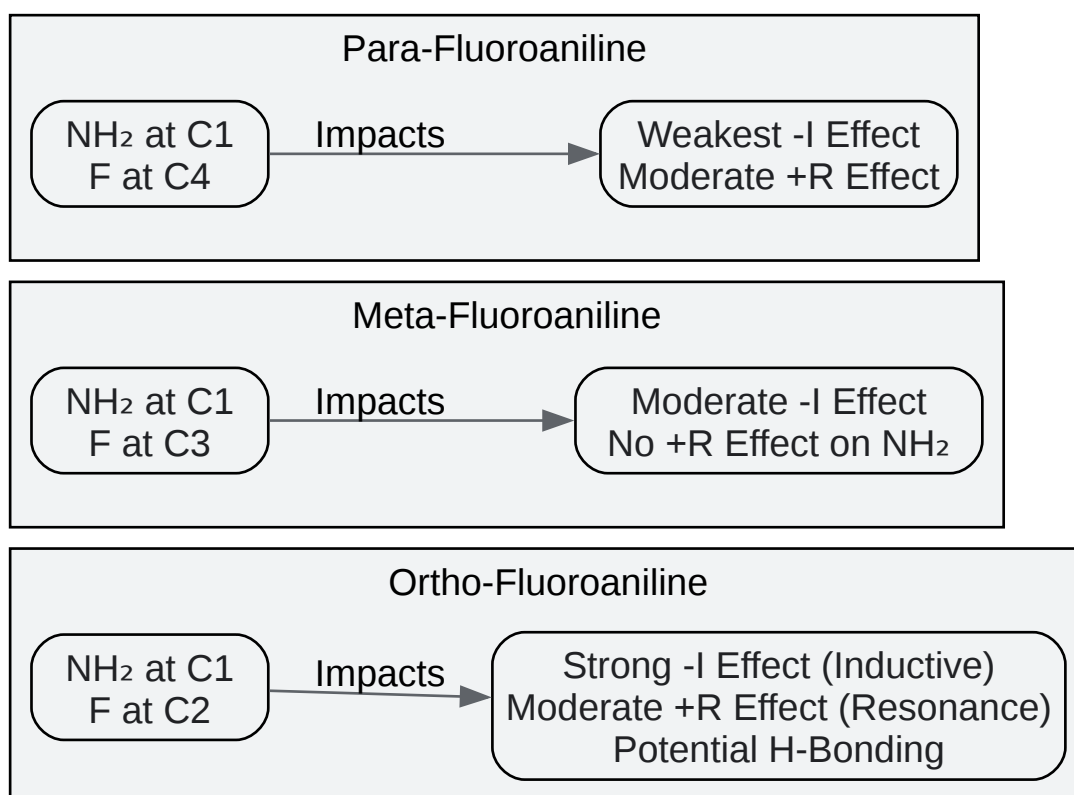 Para-Fluoroaniline
NH₂ at C1
F at C4
Impacts
Weakest -I Effect
Moderate +R Effect
Meta-Fluoroaniline
NH₂ at C1
F at C3
Impacts
Moderate -I Effect
No +R Effect on NH₂
Ortho-Fluoroaniline
NH₂ at C1
F at C2
Impacts
Strong -I Effect (Inductive)
Moderate +R Effect (Resonance)
Potential H-Bonding